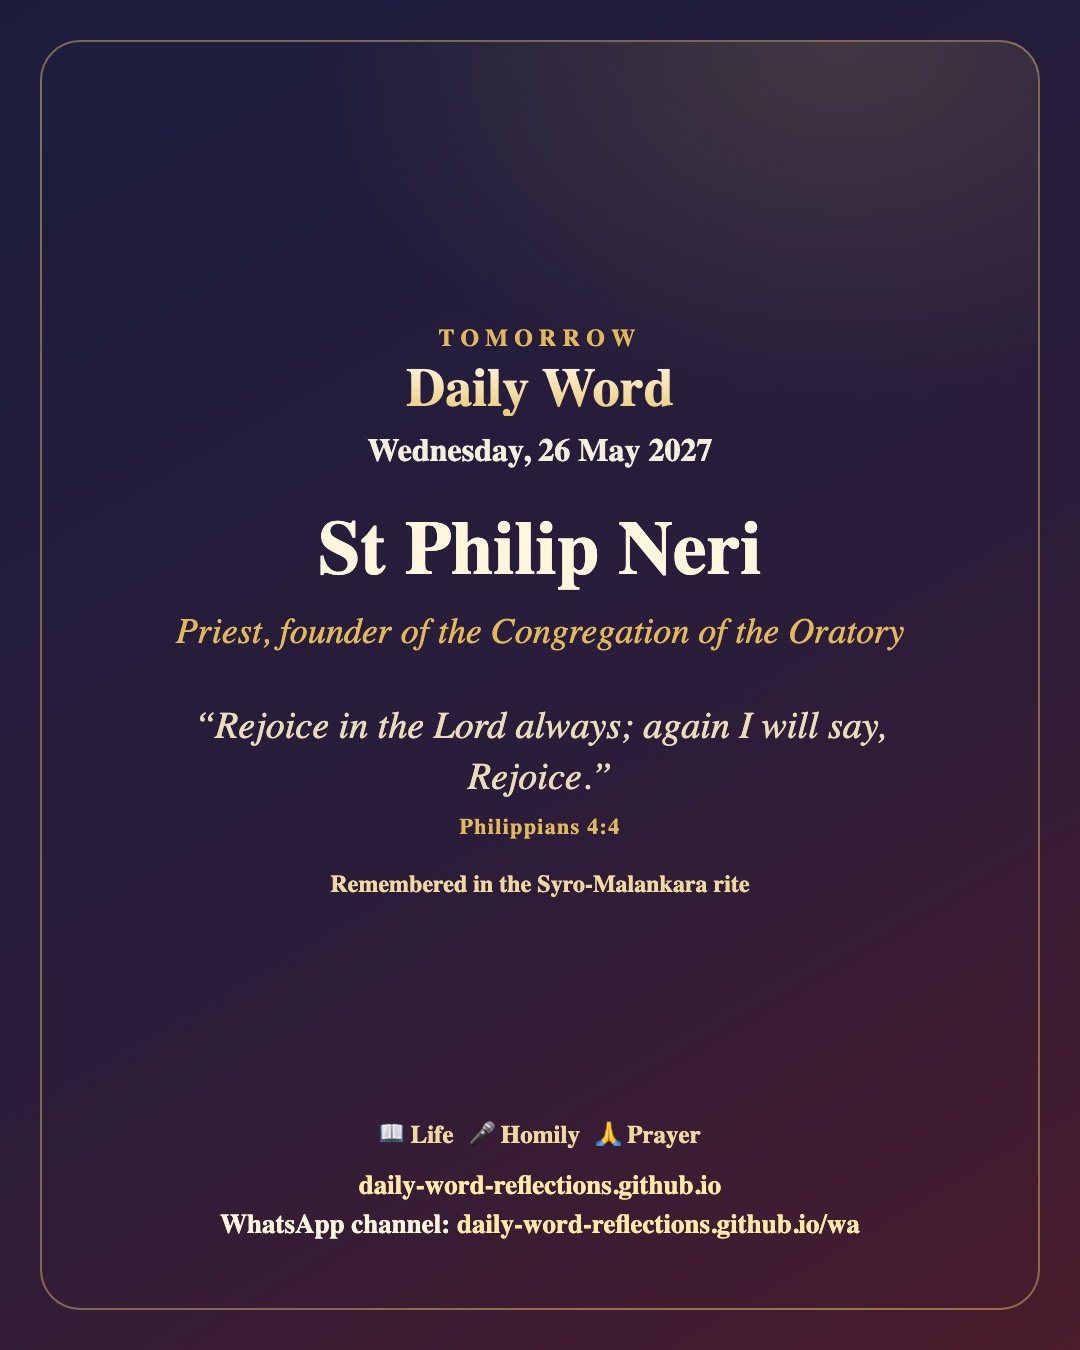 TOMORROW
Daily Word
Wednesday, 26 May 2027
St Philip Neri
Priest, founder of the Congregation of the Oratory
“Rejoice in the Lord always; again I will say,
Rejoice.”
Philippians 4:4
Remembered in the Syro-Malankara rite
📖 Life 🎤 Homily 🙏 Prayer
daily-word-reflections.github.io
WhatsApp channel: daily-word-reflections.github.io/wa